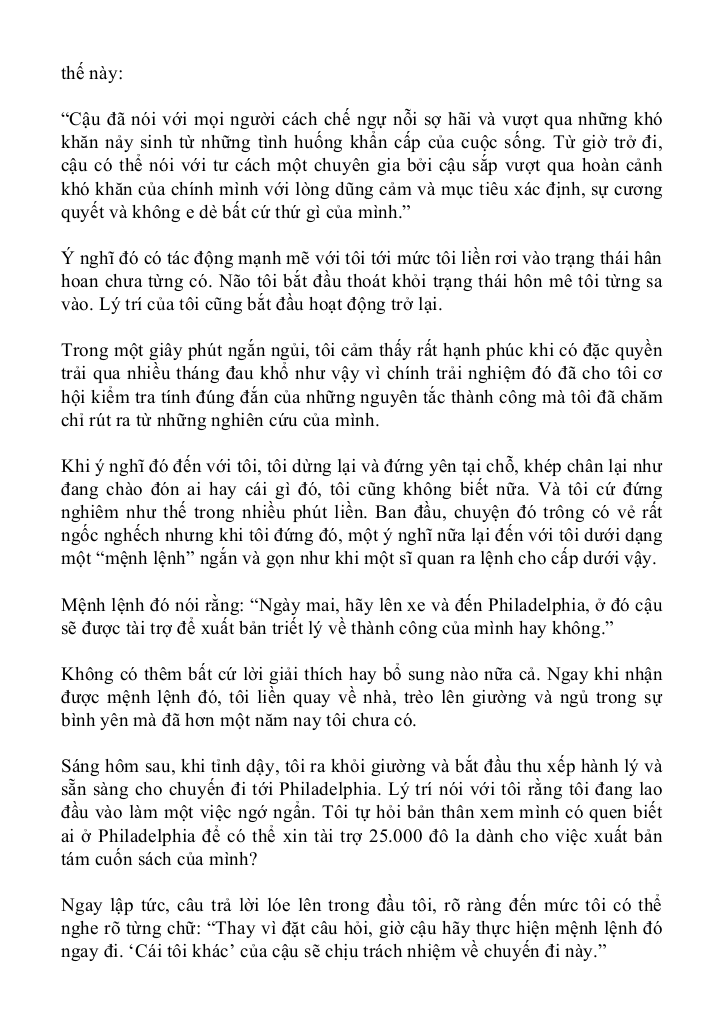 thế này:
“Cậu đã nói với mọi người cách chế ngự nỗi sợ hãi và vượt qua những khó
khăn nảy sinh từ những tình huống khẩn cấp của cuộc sống. Từ giờ trở đi,
cậu có thể nói với tư cách một chuyên gia bởi cậu sắp vượt qua hoàn cảnh
khó khăn của chính mình với lòng dũng cảm và mục tiêu xác định, sự cương
quyết và không e dè bất cứ thứ gì của mình.”
Ý nghĩ đó có tác động mạnh mẽ với tôi tới mức tôi liền rơi vào trạng thái hân
hoan chưa từng có. Não tôi bắt đầu thoát khỏi trạng thái hôn mê tôi từng sa
vào. Lý trí của tôi cũng bắt đầu hoạt động trở lại.
Trong một giây phút ngắn ngủi, tôi cảm thấy rất hạnh phúc khi có đặc quyền
trải qua nhiều tháng đau khổ như vậy vì chính trải nghiệm đó đã cho tôi cơ
hội kiểm tra tính đúng đắn của những nguyên tắc thành công mà tôi đã chăm
chỉ rút ra từ những nghiên cứu của mình.
Khi ý nghĩ đó đến với tôi, tôi dừng lại và đứng yên tại chỗ, khép chân lại như
đang chào đón ai hay cái gì đó, tôi cũng không biết nữa. Và tôi cứ đứng
nghiêm như thế trong nhiều phút liền. Ban đầu, chuyện đó trông có vẻ rất
ngốc nghếch nhưng khi tôi đứng đó, một ý nghĩ nữa lại đến với tôi dưới dạng
một “mệnh lệnh” ngắn và gọn như khi một sĩ quan ra lệnh cho cấp dưới vậy.
Mệnh lệnh đó nói rằng: “Ngày mai, hãy lên xe và đến Philadelphia, ở đó cậu
sẽ được tài trợ để xuất bản triết lý về thành công của mình hay không.”
Không có thêm bất cứ lời giải thích hay bổ sung nào nữa cả. Ngay khi nhận
được mệnh lệnh đó, tôi liền quay về nhà, trèo lên giường và ngủ trong sự
bình yên mà đã hơn một năm nay tôi chưa có.
Sáng hôm sau, khi tỉnh dậy, tôi ra khỏi giường và bắt đầu thu xếp hành lý và
sẵn sàng cho chuyến đi tới Philadelphia. Lý trí nói với tôi rằng tôi đang lao
đầu vào làm một việc ngớ ngẩn. Tôi tự hỏi bản thân xem mình có quen biết
ai ở Philadelphia để có thể xin tài trợ 25.000 đô la dành cho việc xuất bản
tám cuốn sách của mình?
Ngay lập tức, câu trả lời lóe lên trong đầu tôi, rõ ràng đến mức tôi có thể
nghe rõ từng chữ: “Thay vì đặt câu hỏi, giờ cậu hãy thực hiện mệnh lệnh đó
ngay đi. ‘Cái tôi khác’ của cậu sẽ chịu trách nhiệm về chuyến đi này.”